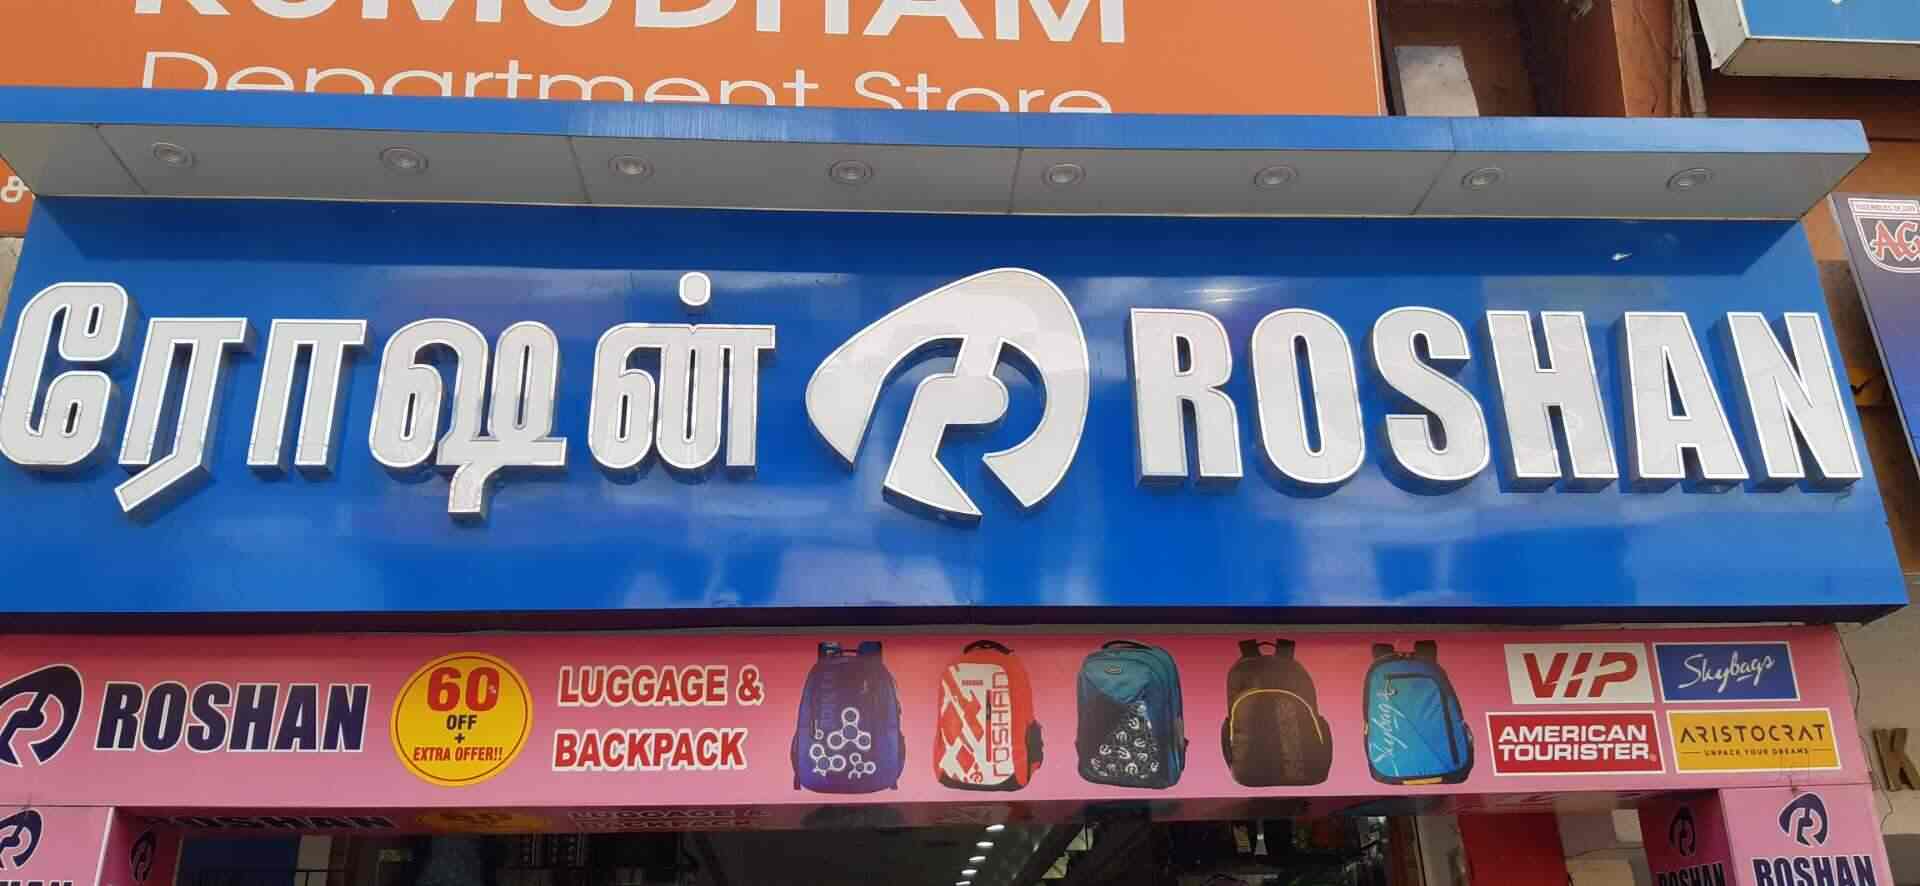 KUMUDHAM
Department Store
&
ரோஷன் ROSHAN
ROSHAN
60% OFF + EXTRA OFFER!!
LUGGAGE &
BACKPACK
ROSHAN
Skybags
VIP
Skybags
AMERICAN
TOURISTER
ARISTOCRAT
UNPACK YOUR DREAMS
AC
K
ROSHAN
ROSHAN